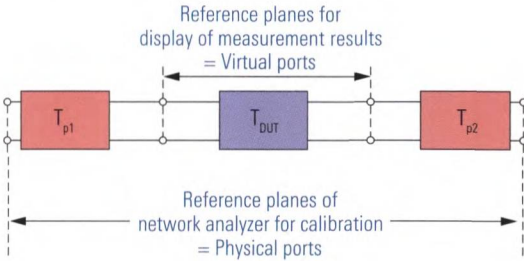 Reference planes for
display of measurement results
= Virtual ports
Tp1
TDUT
Tp2
Reference planes of
network analyzer for calibration
= Physical ports